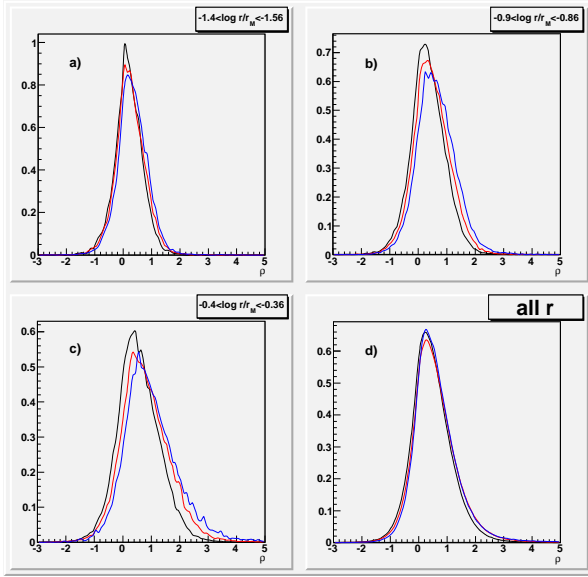 -1.4<log r/r_M<-1.56
a)
1
0.8
0.6
0.4
0.2
0
-3 -2 -1 0 1 2 3 4 5
ρ
-0.9<log r/r_M<-0.86
b)
0.7
0.6
0.5
0.4
0.3
0.2
0.1
0
-3 -2 -1 0 1 2 3 4 5
ρ
-0.4<log r/r_M<-0.36
c)
0.6
0.5
0.4
0.3
0.2
0.1
0
-3 -2 -1 0 1 2 3 4 5
ρ
all r
d)
0.6
0.5
0.4
0.3
0.2
0.1
0
-3 -2 -1 0 1 2 3 4 5
ρ